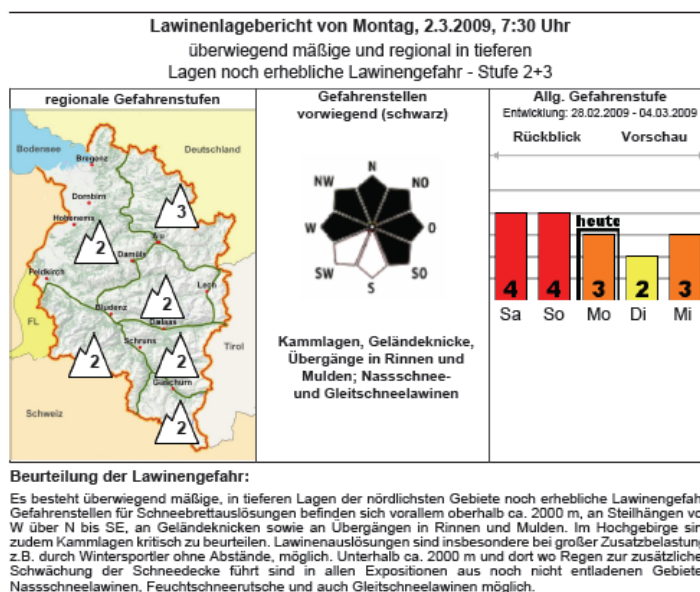 Lawinenlagebericht von Montag, 2.3.2009, 7:30 Uhr
überwiegend mäßige und regional in tieferen
Lagen noch erhebliche Lawinengefahr - Stufe 2+3
regionale Gefahrenstufen
Bodensee
Bregenz
Deutschland
Dornbirn
3
Hohenems
2
Damüls
Feldkirch
Lech
2
Bludenz
FL
Dalaas
Schruns
Tirol
2
2
Gaschurn
Schweiz
2
Gefahrenstellen
vorwiegend (schwarz)
N
NW
NO
W
O
SW
SO
S
Kammlagen, Geländeknicke,
Übergänge in Rinnen und
Mulden; Nassschnee-
und Gleitschneelawinen
Allg. Gefahrenstufe
Entwicklung: 28.02.2009 - 04.03.2009
Rückblick Vorschau
heute
4 4 3 2 3
Sa So Mo Di Mi
Beurteilung der Lawinengefahr:
Es besteht überwiegend mäßige, in tieferen Lagen der nördlichsten Gebiete noch erhebliche Lawinengefah
Gefahrenstellen für Schneebrettauslösungen befinden sich vorallem oberhalb ca. 2000 m, an Steilhängen vo
W über N bis SE, an Geländeknicken sowie an Übergängen in Rinnen und Mulden. Im Hochgebirge sin
zudem Kammlagen kritisch zu beurteilen. Lawinenauslösungen sind insbesondere bei großer Zusatzbelastung
z.B. durch Wintersportler ohne Abstände, möglich. Unterhalb ca. 2000 m und dort wo Regen zur zusätzliche
Schwächung der Schneedecke führt sind in allen Expositionen aus noch nicht entladenen Gebiete
Nassschneelawinen, Feuchtschneerutsche und auch Gleitschneelawinen möglich.